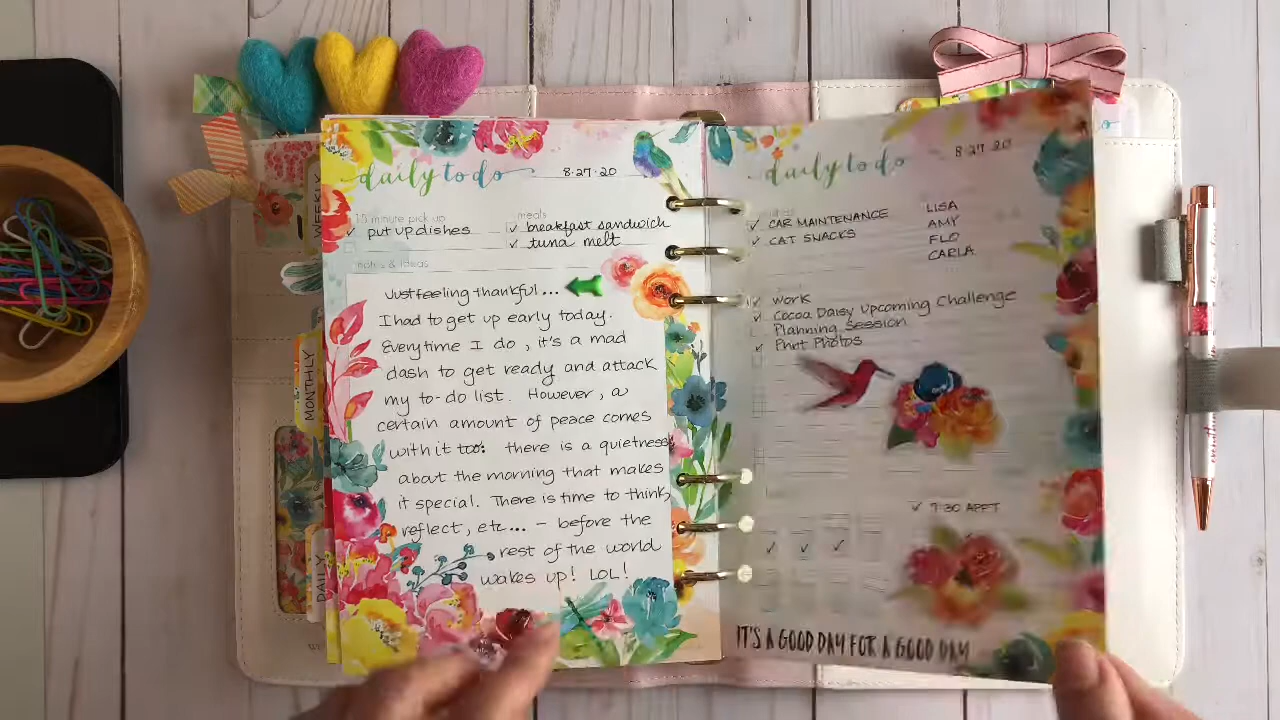 WEEKLY
MONTHLY
DAILY
daily to do
8.27.20
15 minute pick up
✓ put up dishes
meals
✓ breakfast sandwich
✓ tuna melt
notes & ideas
Just feeling thankful...
I had to get up early today.
Everytime I do, it's a mad
dash to get ready and attack
my to-do list. However, a
certain amount of peace comes
with it too. There is a quietness
about the morning that makes
it special. There is time to think,
reflect, etc... - before the
rest of the world
wakes up! LOL!
daily to do
8.27.20
✓ CAR MAINTENANCE
✓ CAT SNACKS
LISA
AMY
FLO
CARLA
✓ WORK
✓ Cocoa Daisy Upcoming Challenge
Planning Session
✓ Phot Photos
✓ 7:30 APPT
✓ ✓ ✓
IT'S A GOOD DAY FOR A GOOD DAY